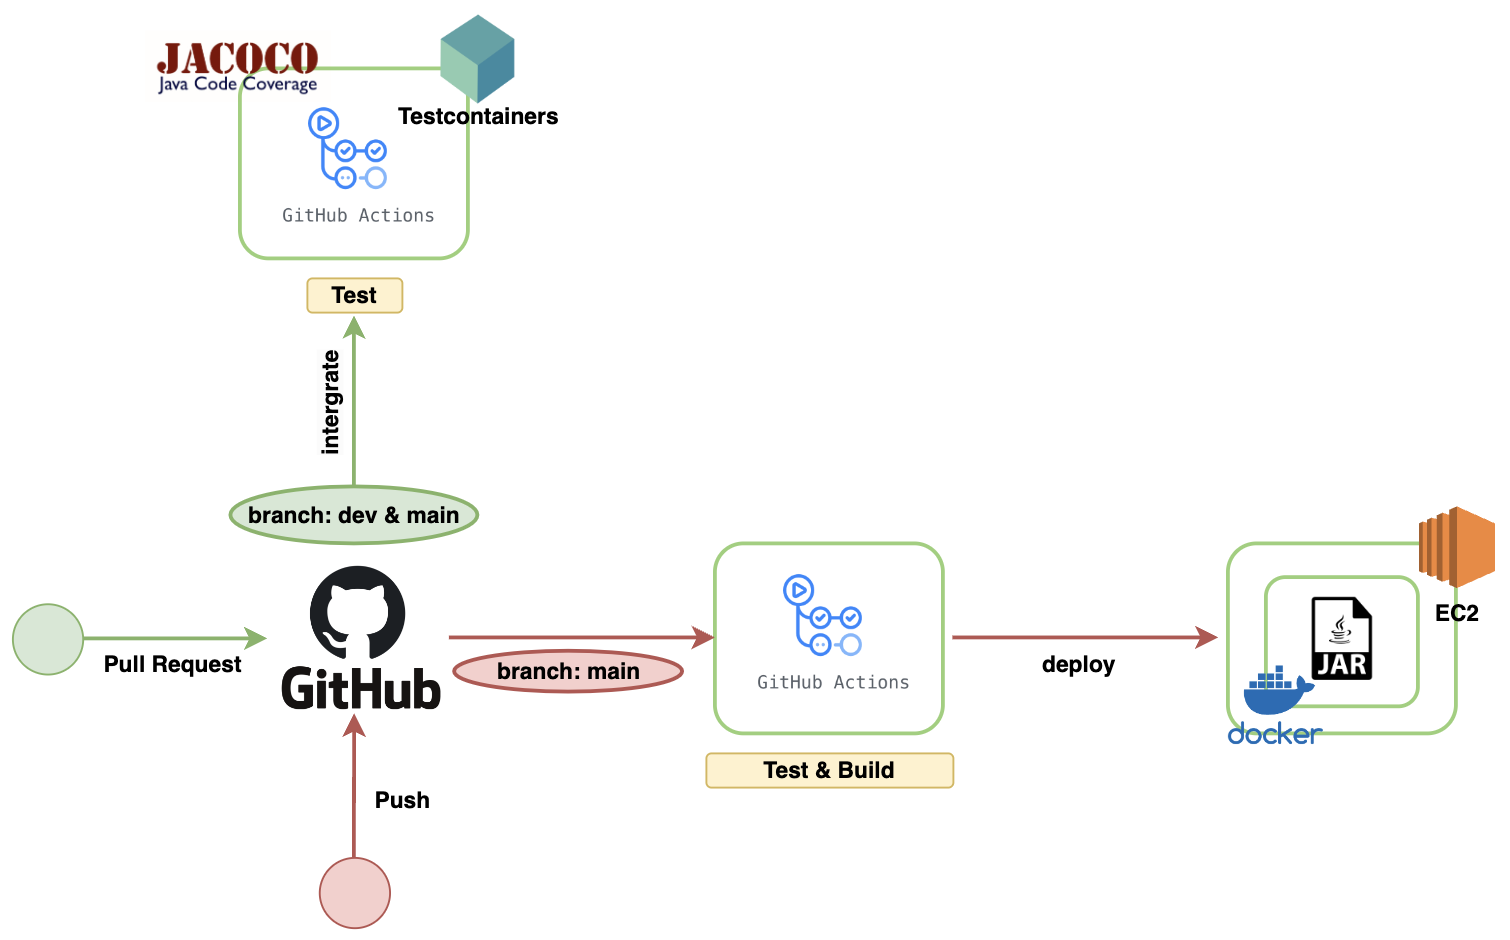 JACOCO
Java Code Coverage
Testcontainers
GitHub Actions
Test
intergrate
branch: dev & main
Pull Request
GitHub
branch: main
GitHub Actions
Test & Build
deploy
EC2
JAR
docker
Push